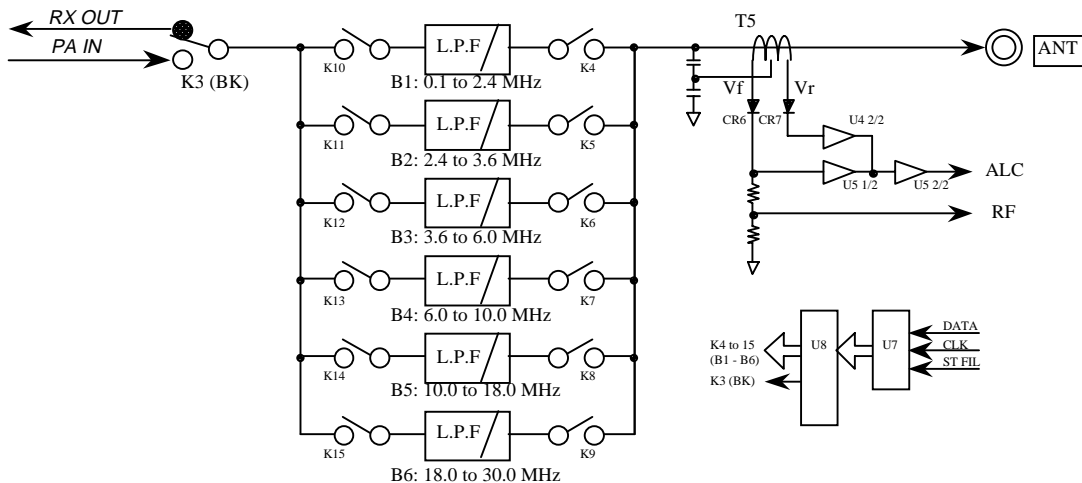 RX OUT
PA IN
K3 (BK)
K10
L.P.F
K4
B1: 0.1 to 2.4 MHz
K11
L.P.F
K5
B2: 2.4 to 3.6 MHz
K12
L.P.F
K6
B3: 3.6 to 6.0 MHz
K13
L.P.F
K7
B4: 6.0 to 10.0 MHz
K14
L.P.F
K8
B5: 10.0 to 18.0 MHz
K15
L.P.F
K9
B6: 18.0 to 30.0 MHz
T5
ANT
Vf
Vr
CR6
CR7
U4 2/2
U5 1/2
U5 2/2
ALC
RF
K4 to 15
(B1 - B6)
K3 (BK)
U8
U7
DATA
CLK
ST FIL